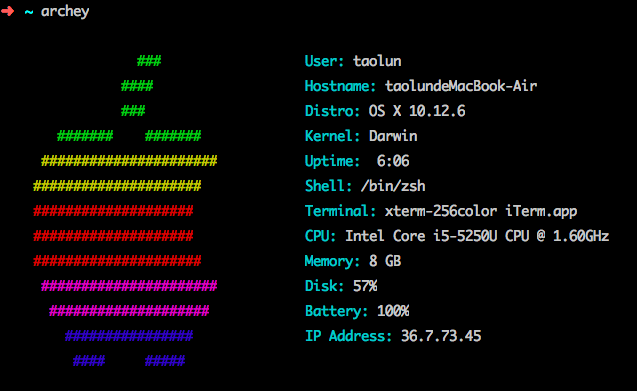 ➜ ~ archey
### User: taolun
#### Hostname: taolundeMacBook-Air
### Distro: OS X 10.12.6
####### ####### Kernel: Darwin
###################### Uptime: 6:06
##################### Shell: /bin/zsh
#################### Terminal: xterm-256color iTerm.app
#################### CPU: Intel Core i5-5250U CPU @ 1.60GHz
##################### Memory: 8 GB
###################### Disk: 57%
#################### Battery: 100%
################ IP Address: 36.7.73.45
#### #####